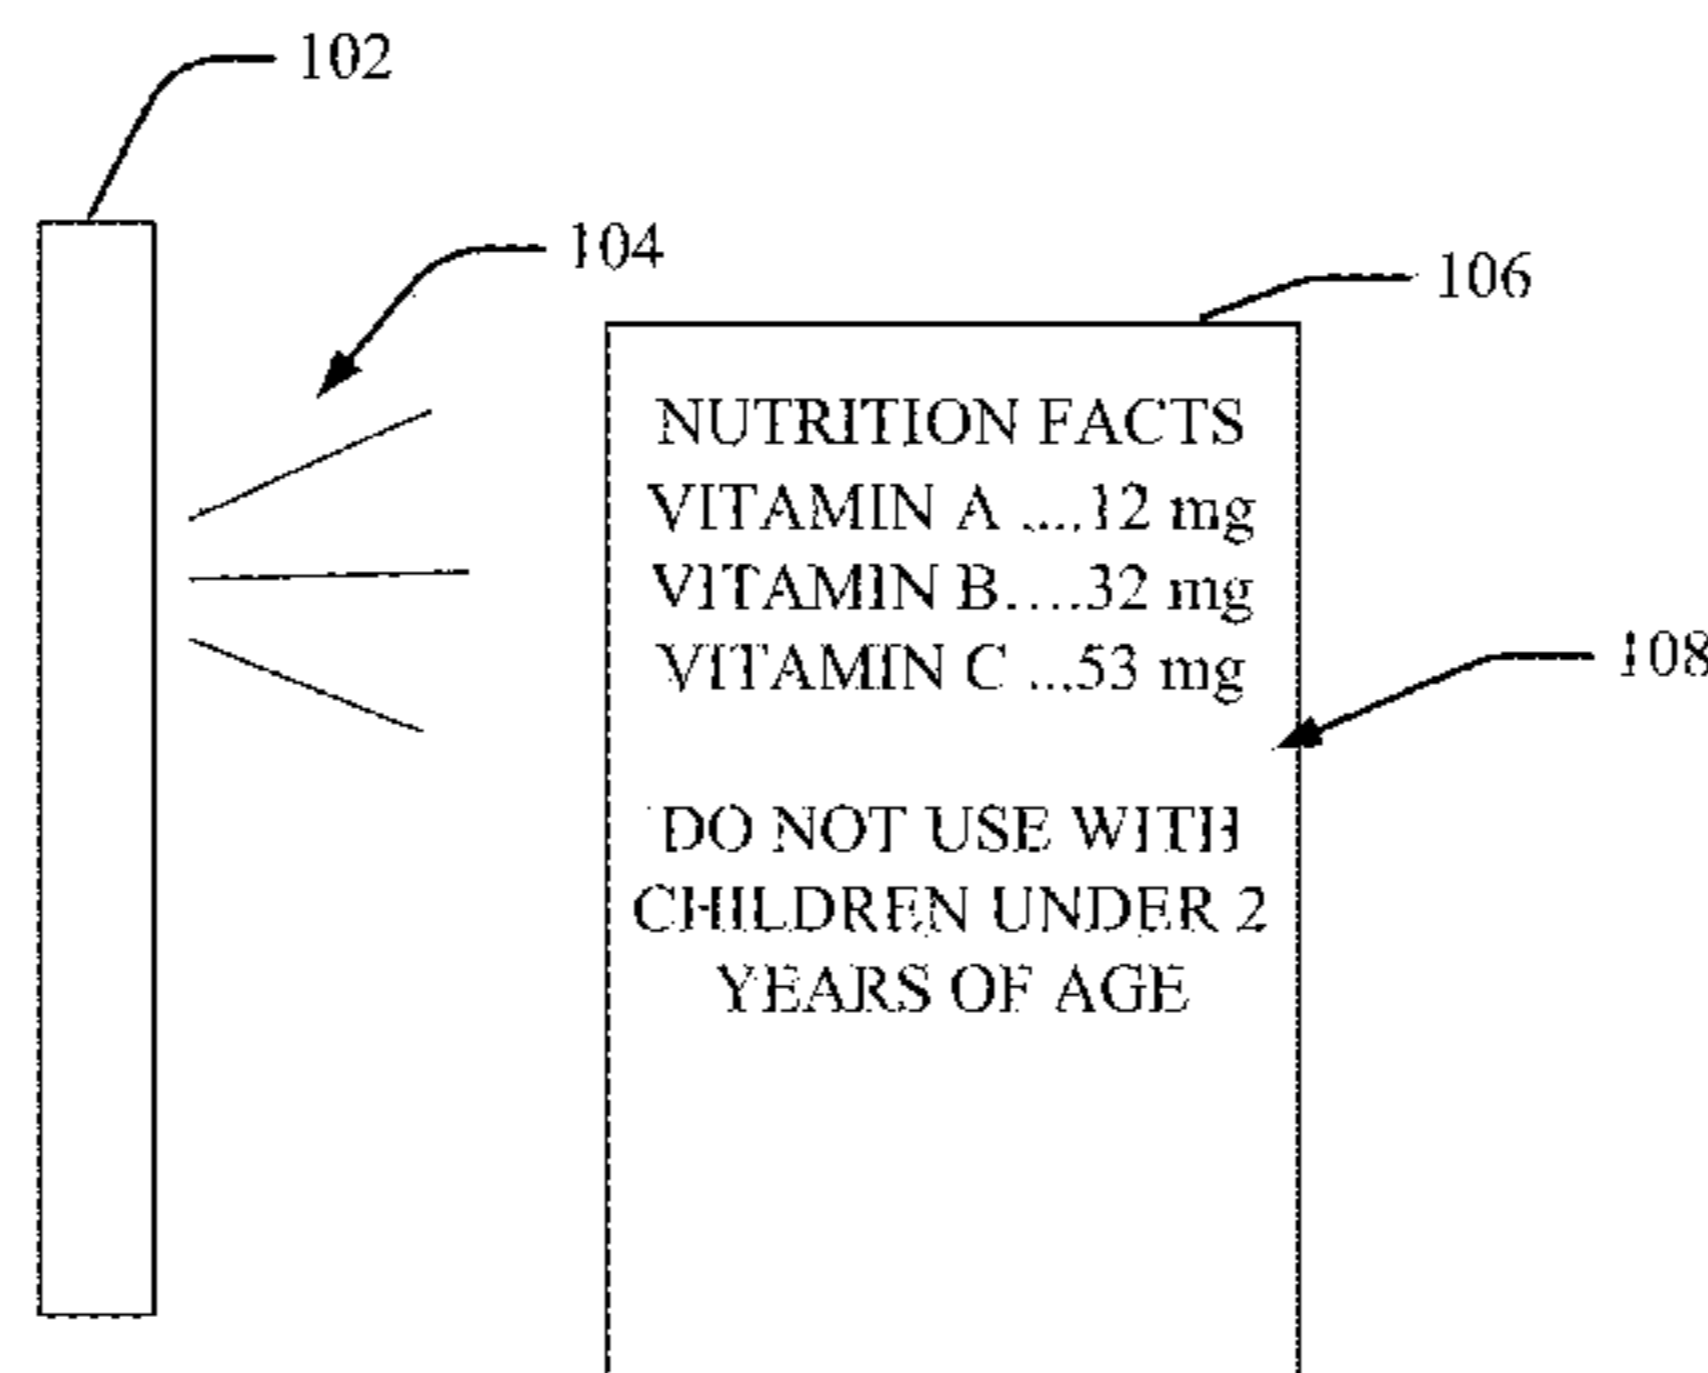 102
104
106
NUTRITION FACTS
VITAMIN A ....12 mg
VITAMIN B....32 mg
VITAMIN C ...53 mg
108
DO NOT USE WITH
CHILDREN UNDER 2
YEARS OF AGE